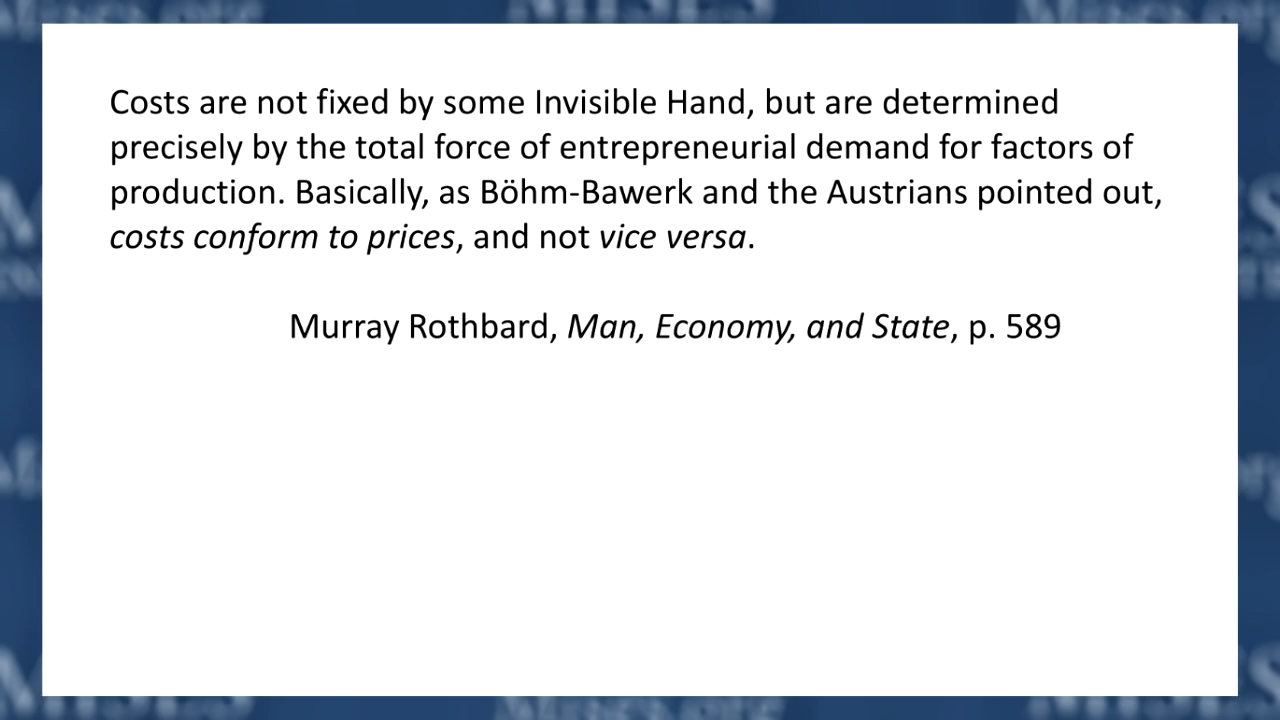 Costs are not fixed by some Invisible Hand, but are determined
precisely by the total force of entrepreneurial demand for factors of
production. Basically, as Böhm-Bawerk and the Austrians pointed out,
costs conform to prices, and not vice versa.
Murray Rothbard, Man, Economy, and State, p. 589